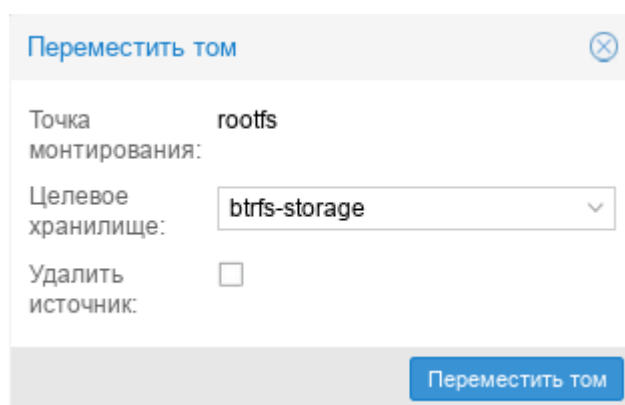 Переместить том
Точка
монтирования:
rootfs
Целевое
хранилище:
btrfs-storage
Удалить
источник:
Переместить том